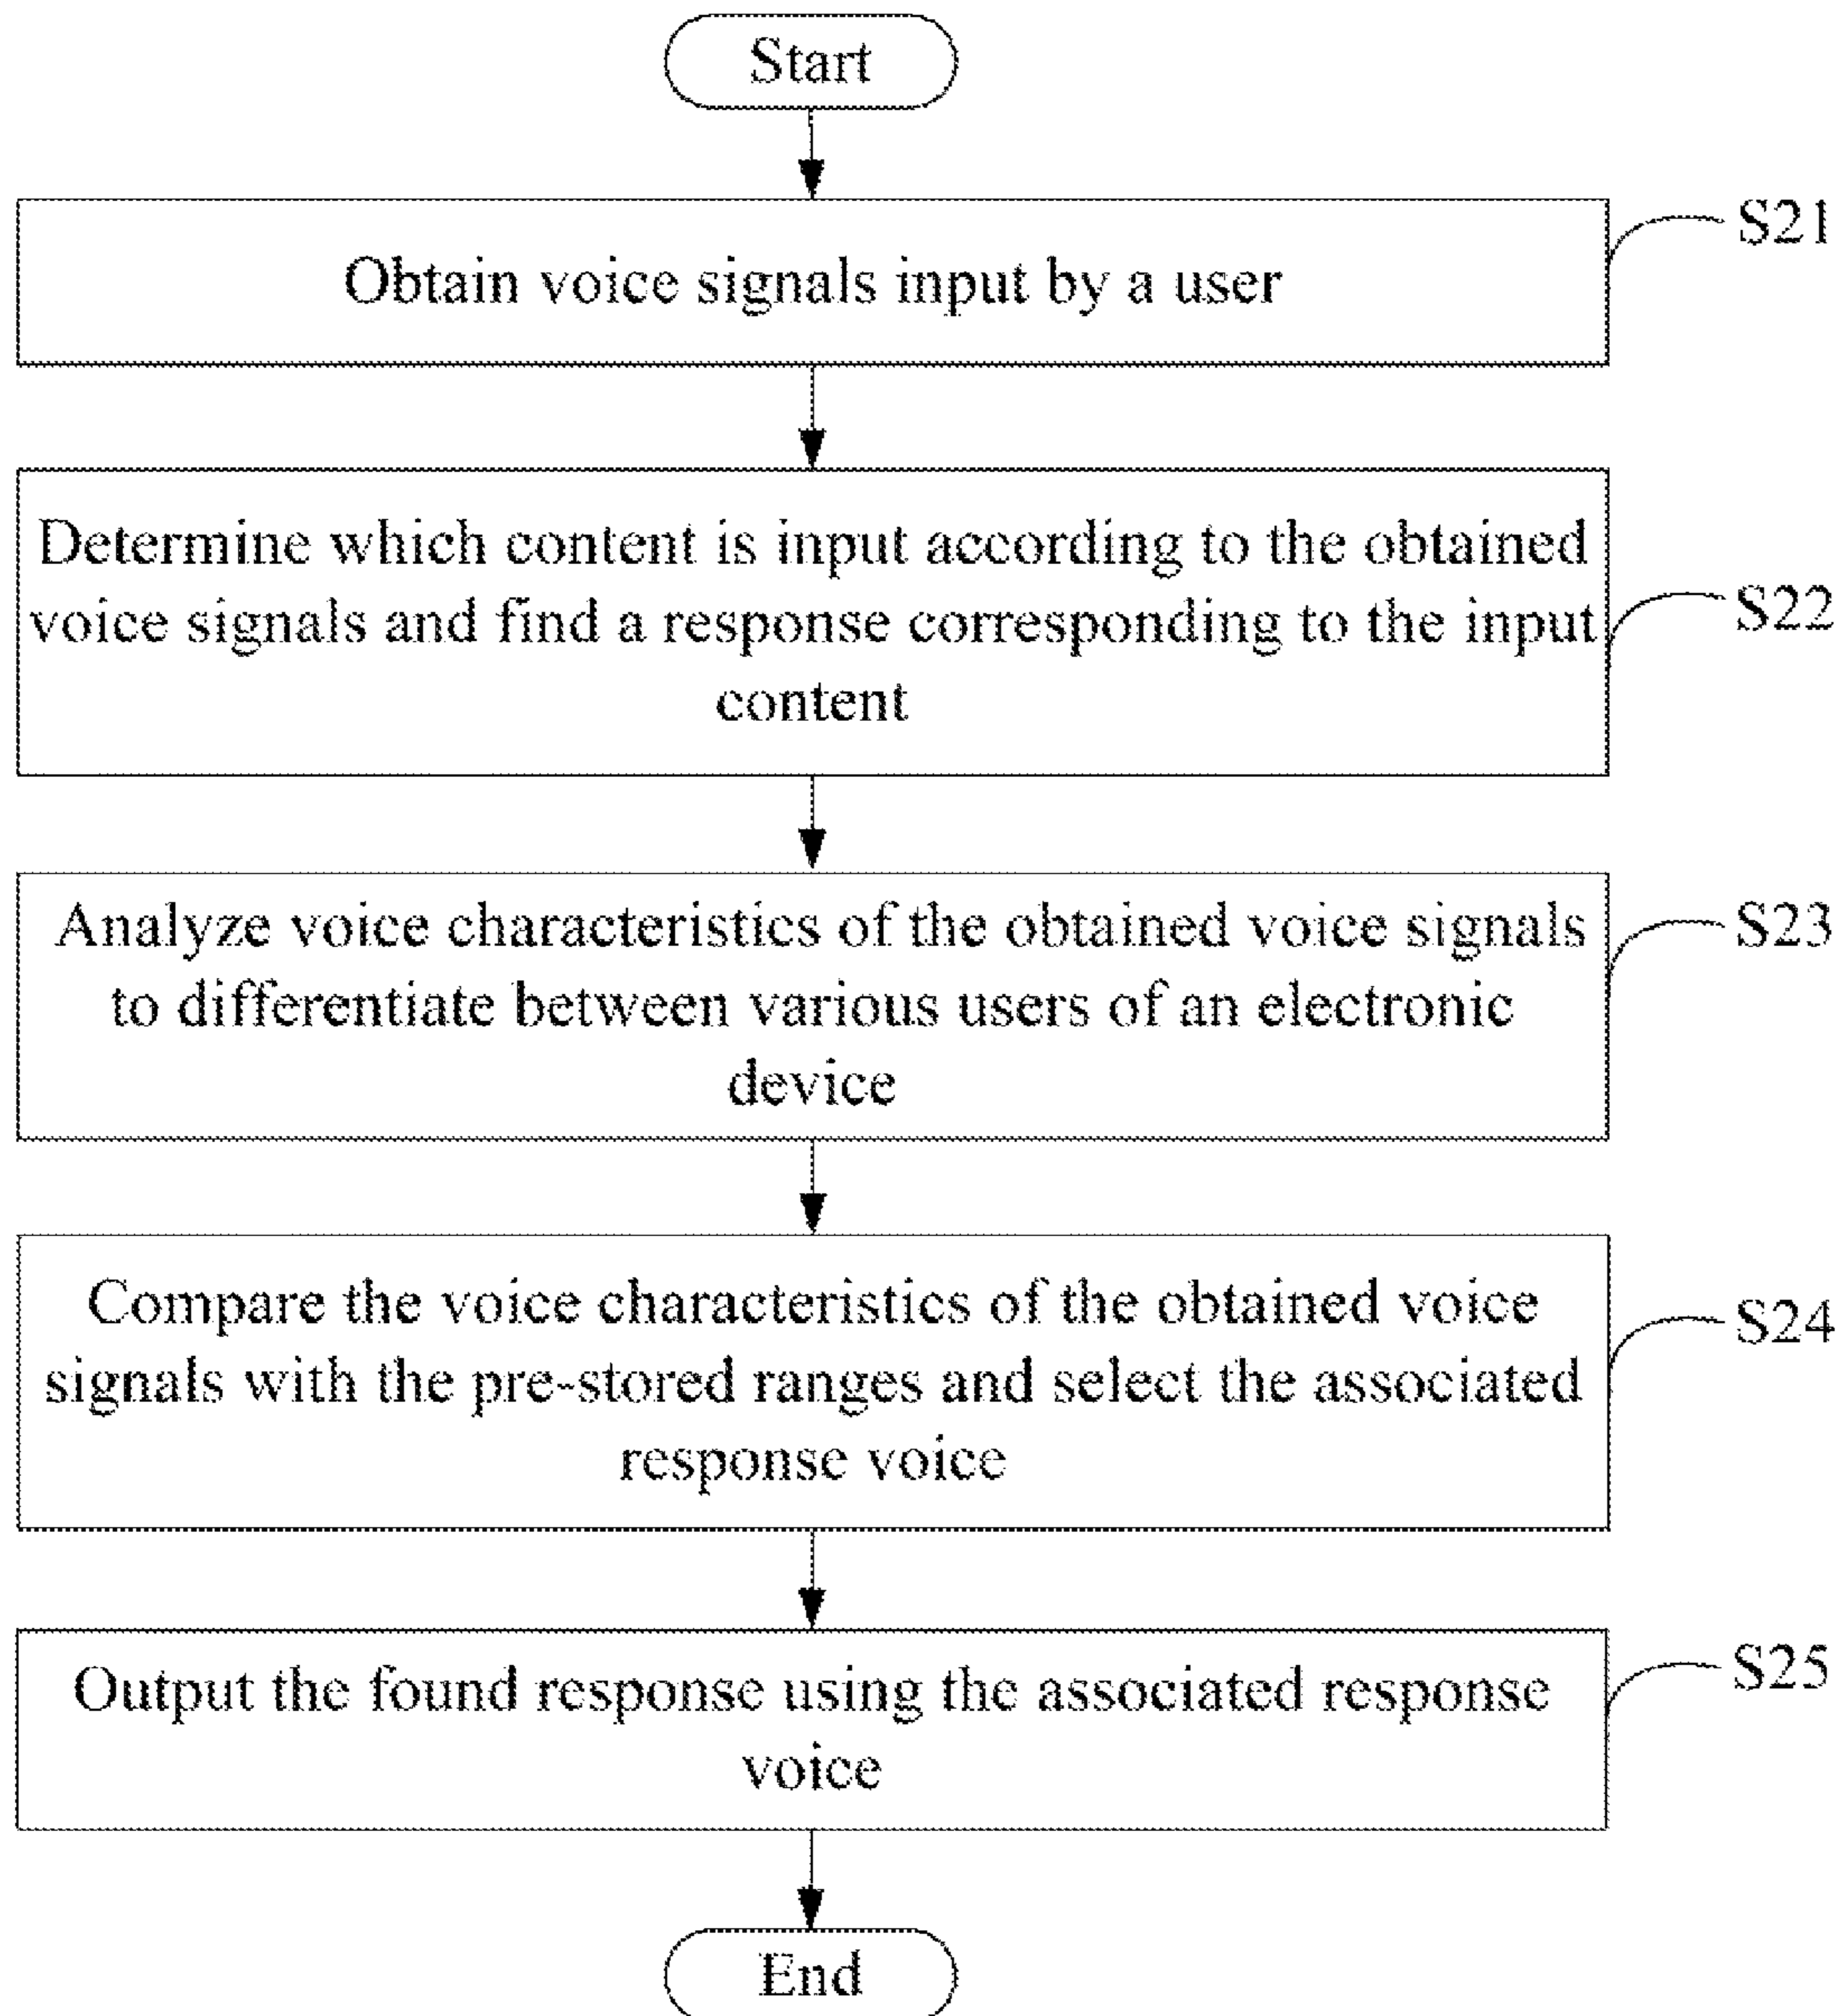 Start
Obtain voice signals input by a user
S21
Determine which content is input according to the obtained
voice signals and find a response corresponding to the input
content
S22
Analyze voice characteristics of the obtained voice signals
to differentiate between various users of an electronic
device
S23
Compare the voice characteristics of the obtained voice
signals with the pre-stored ranges and select the associated
response voice
S24
Output the found response using the associated response
voice
S25
End